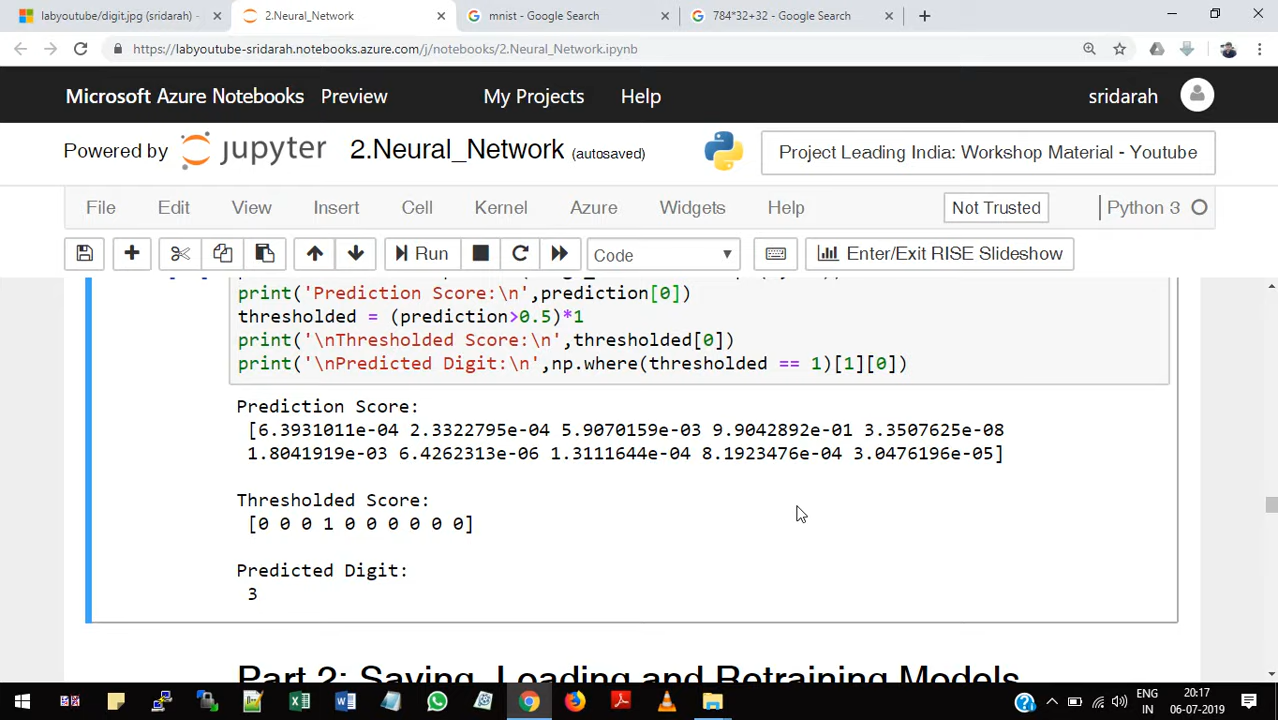 labyoutube/digit.jpg (sridarah) -
2.Neural_Network
mnist - Google Search
784*32+32 - Google Search
https://labyoutube-sridarah.notebooks.azure.com/j/notebooks/2.Neural_Network.ipynb
Microsoft Azure Notebooks Preview My Projects Help sridarah
Powered by jupyter 2.Neural_Network (autosaved) Project Leading India: Workshop Material - Youtube
File Edit View Insert Cell Kernel Azure Widgets Help Not Trusted Python 3
Run Code Enter/Exit RISE Slideshow
print('Prediction Score:\n',prediction[0])
thresholded = (prediction>0.5)*1
print('\nThresholded Score:\n',thresholded[0])
print('\nPredicted Digit:\n',np.where(thresholded == 1)[1][0])
Prediction Score:
[6.3931011e-04 2.3322795e-04 5.9070159e-03 9.9042892e-01 3.3507625e-08
1.8041919e-03 6.4262313e-06 1.3111644e-04 8.1923476e-04 3.0476196e-05]
Thresholded Score:
[0 0 0 1 0 0 0 0 0 0]
Predicted Digit:
3
Part 2: Saving, Loading and Retraining Models
ENG 20:17
IN 06-07-2019